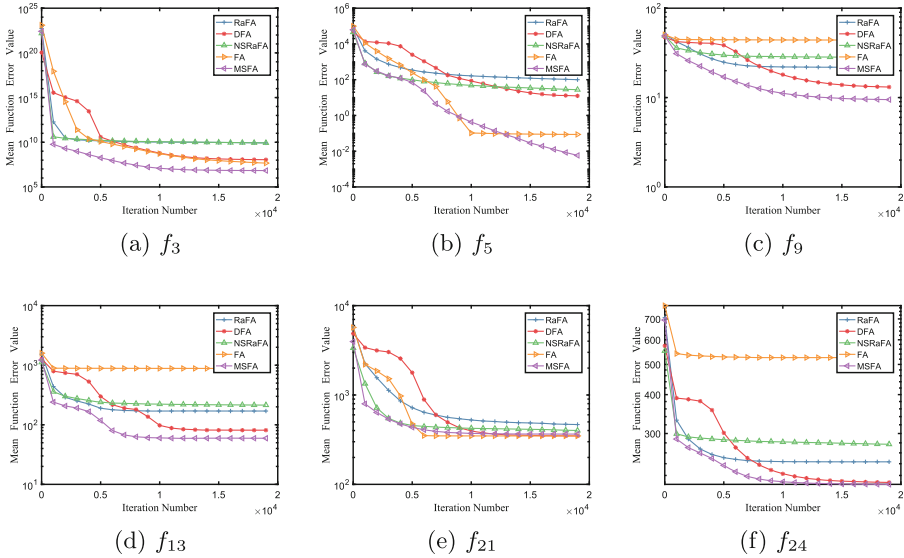 10^25
10^20
10^15
10^10
10^5
Mean Function Error Value
RaFA
DFA
NSRaFA
FA
MSFA
0 0.5 1 1.5 2
Iteration Number
×10^4
(a) f_3
10^6
10^4
10^2
10^0
10^-2
10^-4
Mean Function Error Value
RaFA
DFA
NSRaFA
FA
MSFA
0 0.5 1 1.5 2
Iteration Number
×10^4
(b) f_5
10^2
10^1
10^0
Mean Function Error Value
RaFA
DFA
NSRaFA
FA
MSFA
0 0.5 1 1.5 2
Iteration Number
×10^4
(c) f_9
10^4
10^3
10^2
10^1
Mean Function Error Value
RaFA
DFA
NSRaFA
FA
MSFA
0 0.5 1 1.5 2
Iteration Number
×10^4
(d) f_13
10^4
10^3
10^2
Mean Function Error Value
RaFA
DFA
NSRaFA
FA
MSFA
0 0.5 1 1.5 2
Iteration Number
×10^4
(e) f_21
700
600
500
400
300
Mean Function Error Value
RaFA
DFA
NSRaFA
FA
MSFA
0 0.5 1 1.5 2
Iteration Number
×10^4
(f) f_24